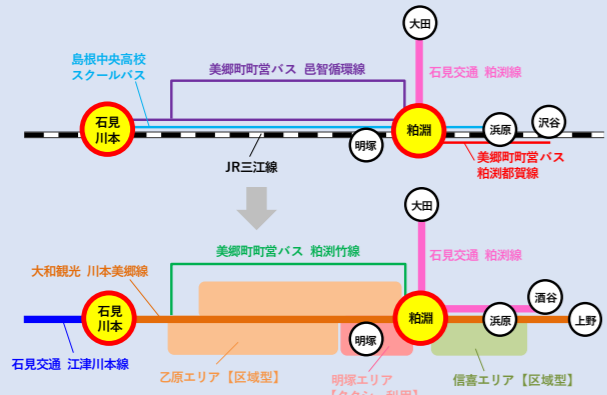 大田
島根中央高校
スクールバス
美郷町町営バス 邑智循環線
石見交通 粕淵線
石見
川本
粕淵
浜原
沢谷
明塚
JR三江線
美郷町町営バス
粕渕都賀線
大田
美郷町町営バス 粕渕竹線
石見交通 粕淵線
大和観光 川本美郷線
石見
川本
粕淵
浜原
酒谷
上野
明塚
石見交通 江津川本線
乙原エリア【区域型】
明塚エリア
信喜エリア【区域型】